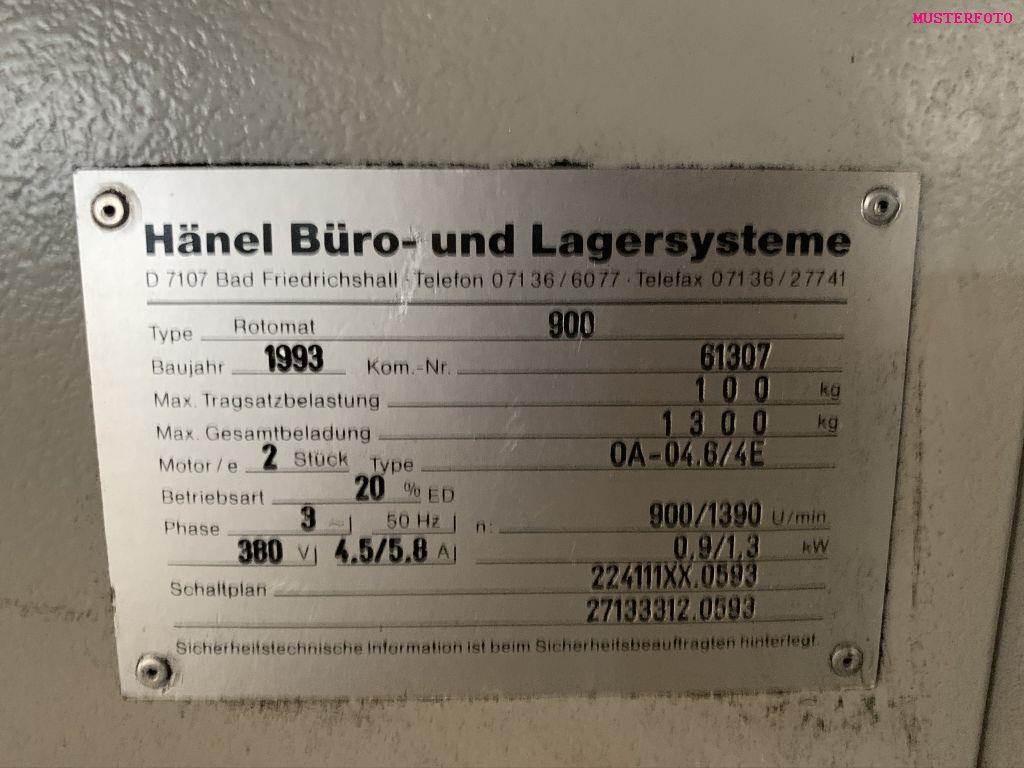 MUSTERFOTO
Hänel Büro- und Lagersysteme
D 7107 Bad Friedrichshall · Telefon 07136/6077 · Telefax 07136/27741
Type Rotomat 900
Baujahr 1993 Kom.-Nr. 61307
Max. Tragsatzbelastung 100 kg
Max. Gesamtbeladung 1300 kg
Motor/e 2 Stück Type OA-04.6/4E
Betriebsart 20 % ED
Phase 3 ~ 50 Hz n: 900/1390 U/min
380 V 4.5/5.8 A 0,9/1,3 kW
Schaltplan 224111XX.0593
27133312.0593
Sicherheitstechnische Information ist beim Sicherheitsbeauftragten hinterlegt.